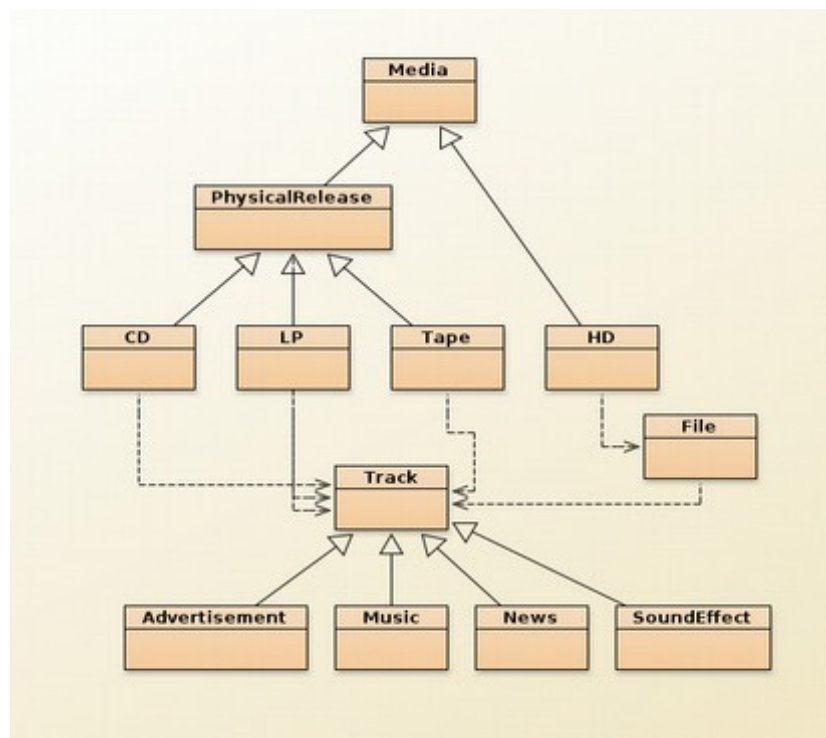 Media
PhysicalRelease
CD
LP
Tape
HD
File
Track
Advertisement
Music
News
SoundEffect